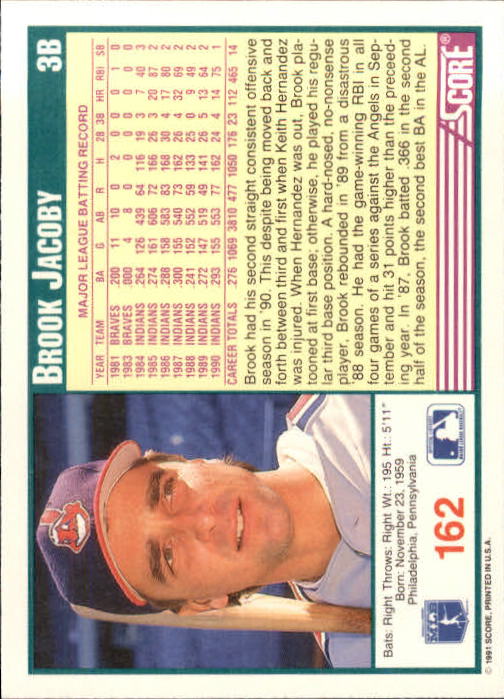 BROOK JACOBY 3B
MAJOR LEAGUE BATTING RECORD
YEAR TEAM BA G AB R H 2B 3B HR RBI SB
1981 BRAVES .200 11 10 0 2 0 0 0 1 0
1983 BRAVES .000 4 8 0 0 0 0 0 0 0
1984 INDIANS .264 126 439 64 116 19 3 7 40 3
1985 INDIANS .274 161 606 72 166 26 3 20 87 2
1986 INDIANS .288 158 583 83 168 30 4 17 80 2
1987 INDIANS .300 155 540 73 162 26 4 32 69 2
1988 INDIANS .241 152 552 59 133 25 0 9 49 2
1989 INDIANS .272 147 519 49 141 26 5 13 64 2
1990 INDIANS .293 155 553 77 162 24 4 14 75 1
CAREER TOTALS .276 1069 3810 477 1050 176 23 112 465 14
Brook had his second straight consistent offensive
season in '90. This despite being moved back and
forth between third and first when Keith Hernandez
was injured. When Hernandez was out, Brook pla-
tooned at first base; otherwise, he played his regu-
lar third base position. A hard-nosed, no-nonsense
player, Brook rebounded in '89 from a disastrous
'88 season. He had the game-winning RBI in all
four games of a series against the Angels in Sep-
tember and hit 31 points higher than the preceed-
ing year. In '87, Brook batted .366 in the second
half of the season, the second best BA in the AL.
SCORE
Bats: Right Throws: Right Wt.: 195 Ht.: 5'11"
Born: November 23, 1959
Philadelphia, Pennsylvania
162
© 1991 SCORE, PRINTED IN U.S.A.